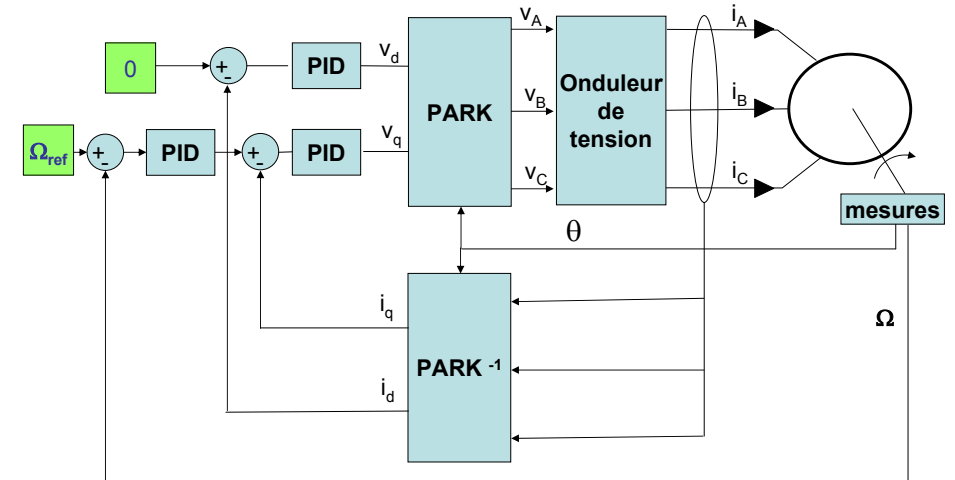 0
+
-
PID
v_d
PARK
v_A
v_B
v_C
Onduleur
de
tension
i_A
i_B
i_C
Ω_ref
+
-
PID
+
-
PID
v_q
mesures
θ
i_q
i_d
PARK ⁻¹
Ω